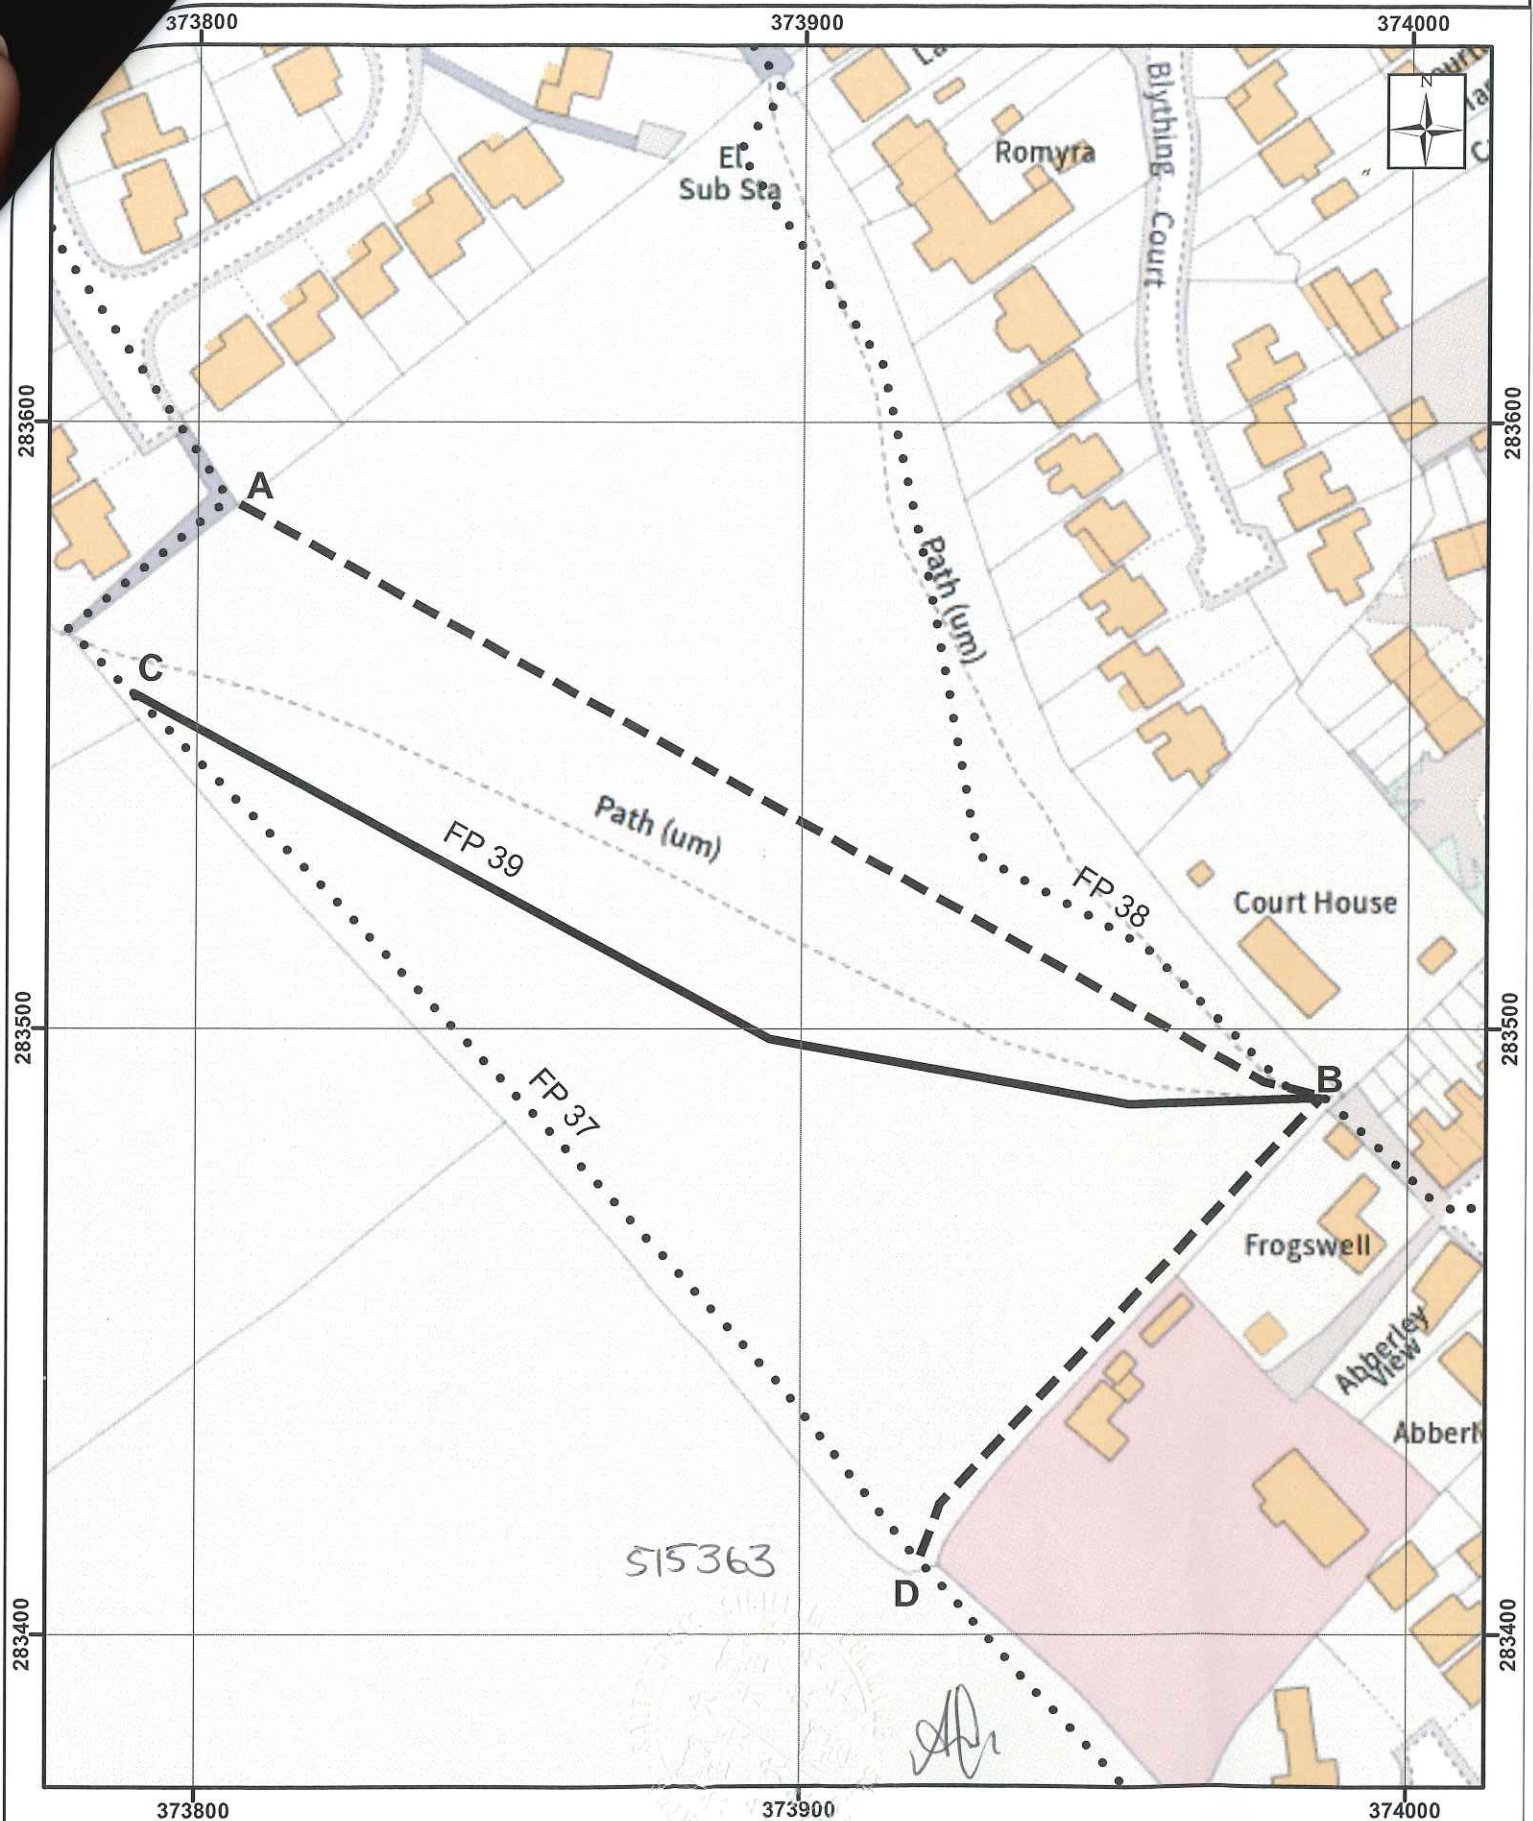 373800
373900
374000
N
El
Sub Sta
Romyra
Blything Court
283600
283600
A
Path (um)
C
Path (um)
FP 39
FP 38
Court House
283500
283500
B
FP 37
Frogswell
Abberley
View
515363
D
283400
283400
373800
373900
374000